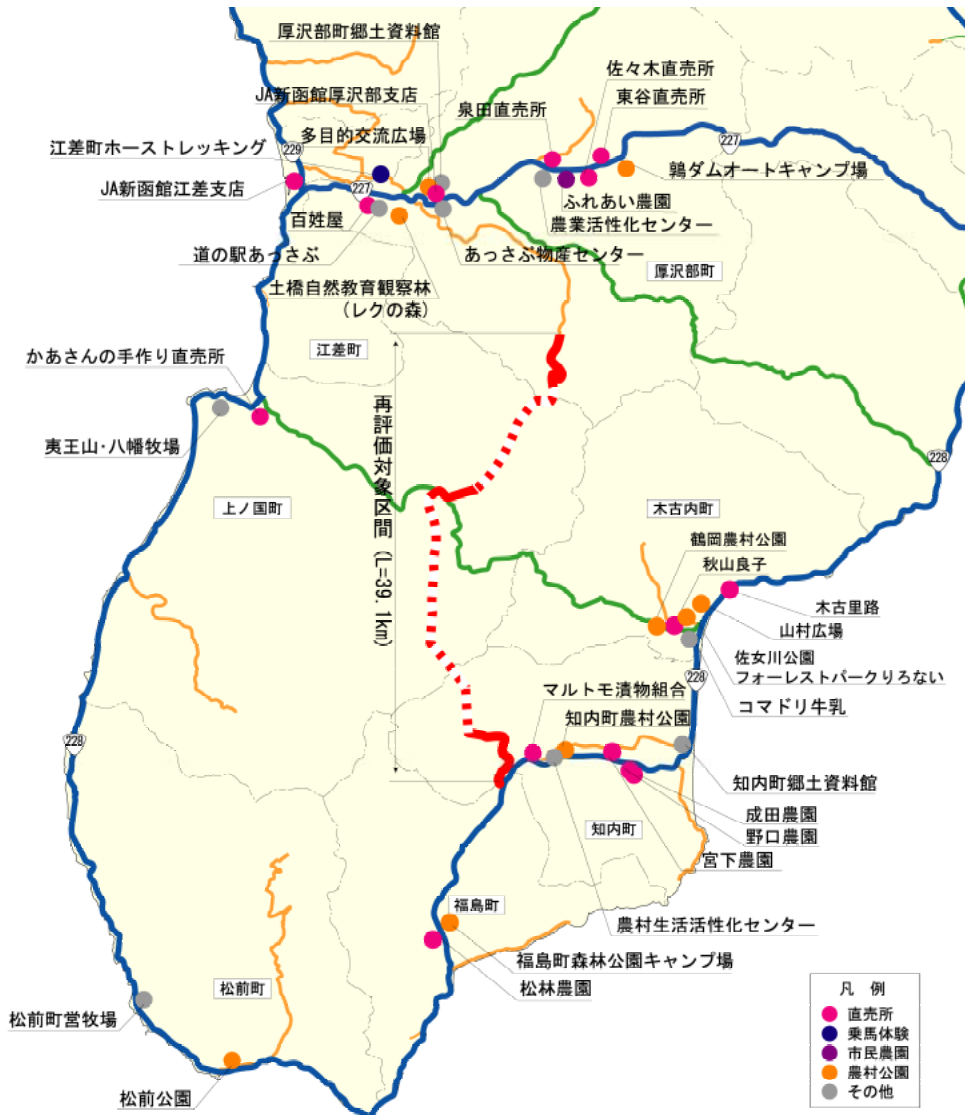 厚沢部町郷土資料館
佐々木直売所
JA新函館厚沢部支店
泉田直売所
東谷直売所
多目的交流広場
江差町ホーストレッキング
229
227
JA新函館江差支店
227
鶉ダムオートキャンプ場
ふれあい農園
百姓屋
農業活性化センター
道の駅あっさぶ
あっさぶ物産センター
厚沢部町
土橋自然教育観察林
(レクの森)
江差町
かあさんの手作り直売所
再評価対象区間 (L=39.1km)
夷王山・八幡牧場
228
上ノ国町
木古内町
鶴岡農村公園
秋山良子
木古里路
山村広場
佐女川公園
フォーレストパークりろない
228
マルトモ漬物組合
コマドリ牛乳
知内町農村公園
228
知内町郷土資料館
成田農園
知内町
野口農園
宮下農園
福島町
農村生活活性化センター
福島町森林公園キャンプ場
松前町
松林農園
松前町営牧場
松前公園
凡 例
直売所
乗馬体験
市民農園
農村公園
その他